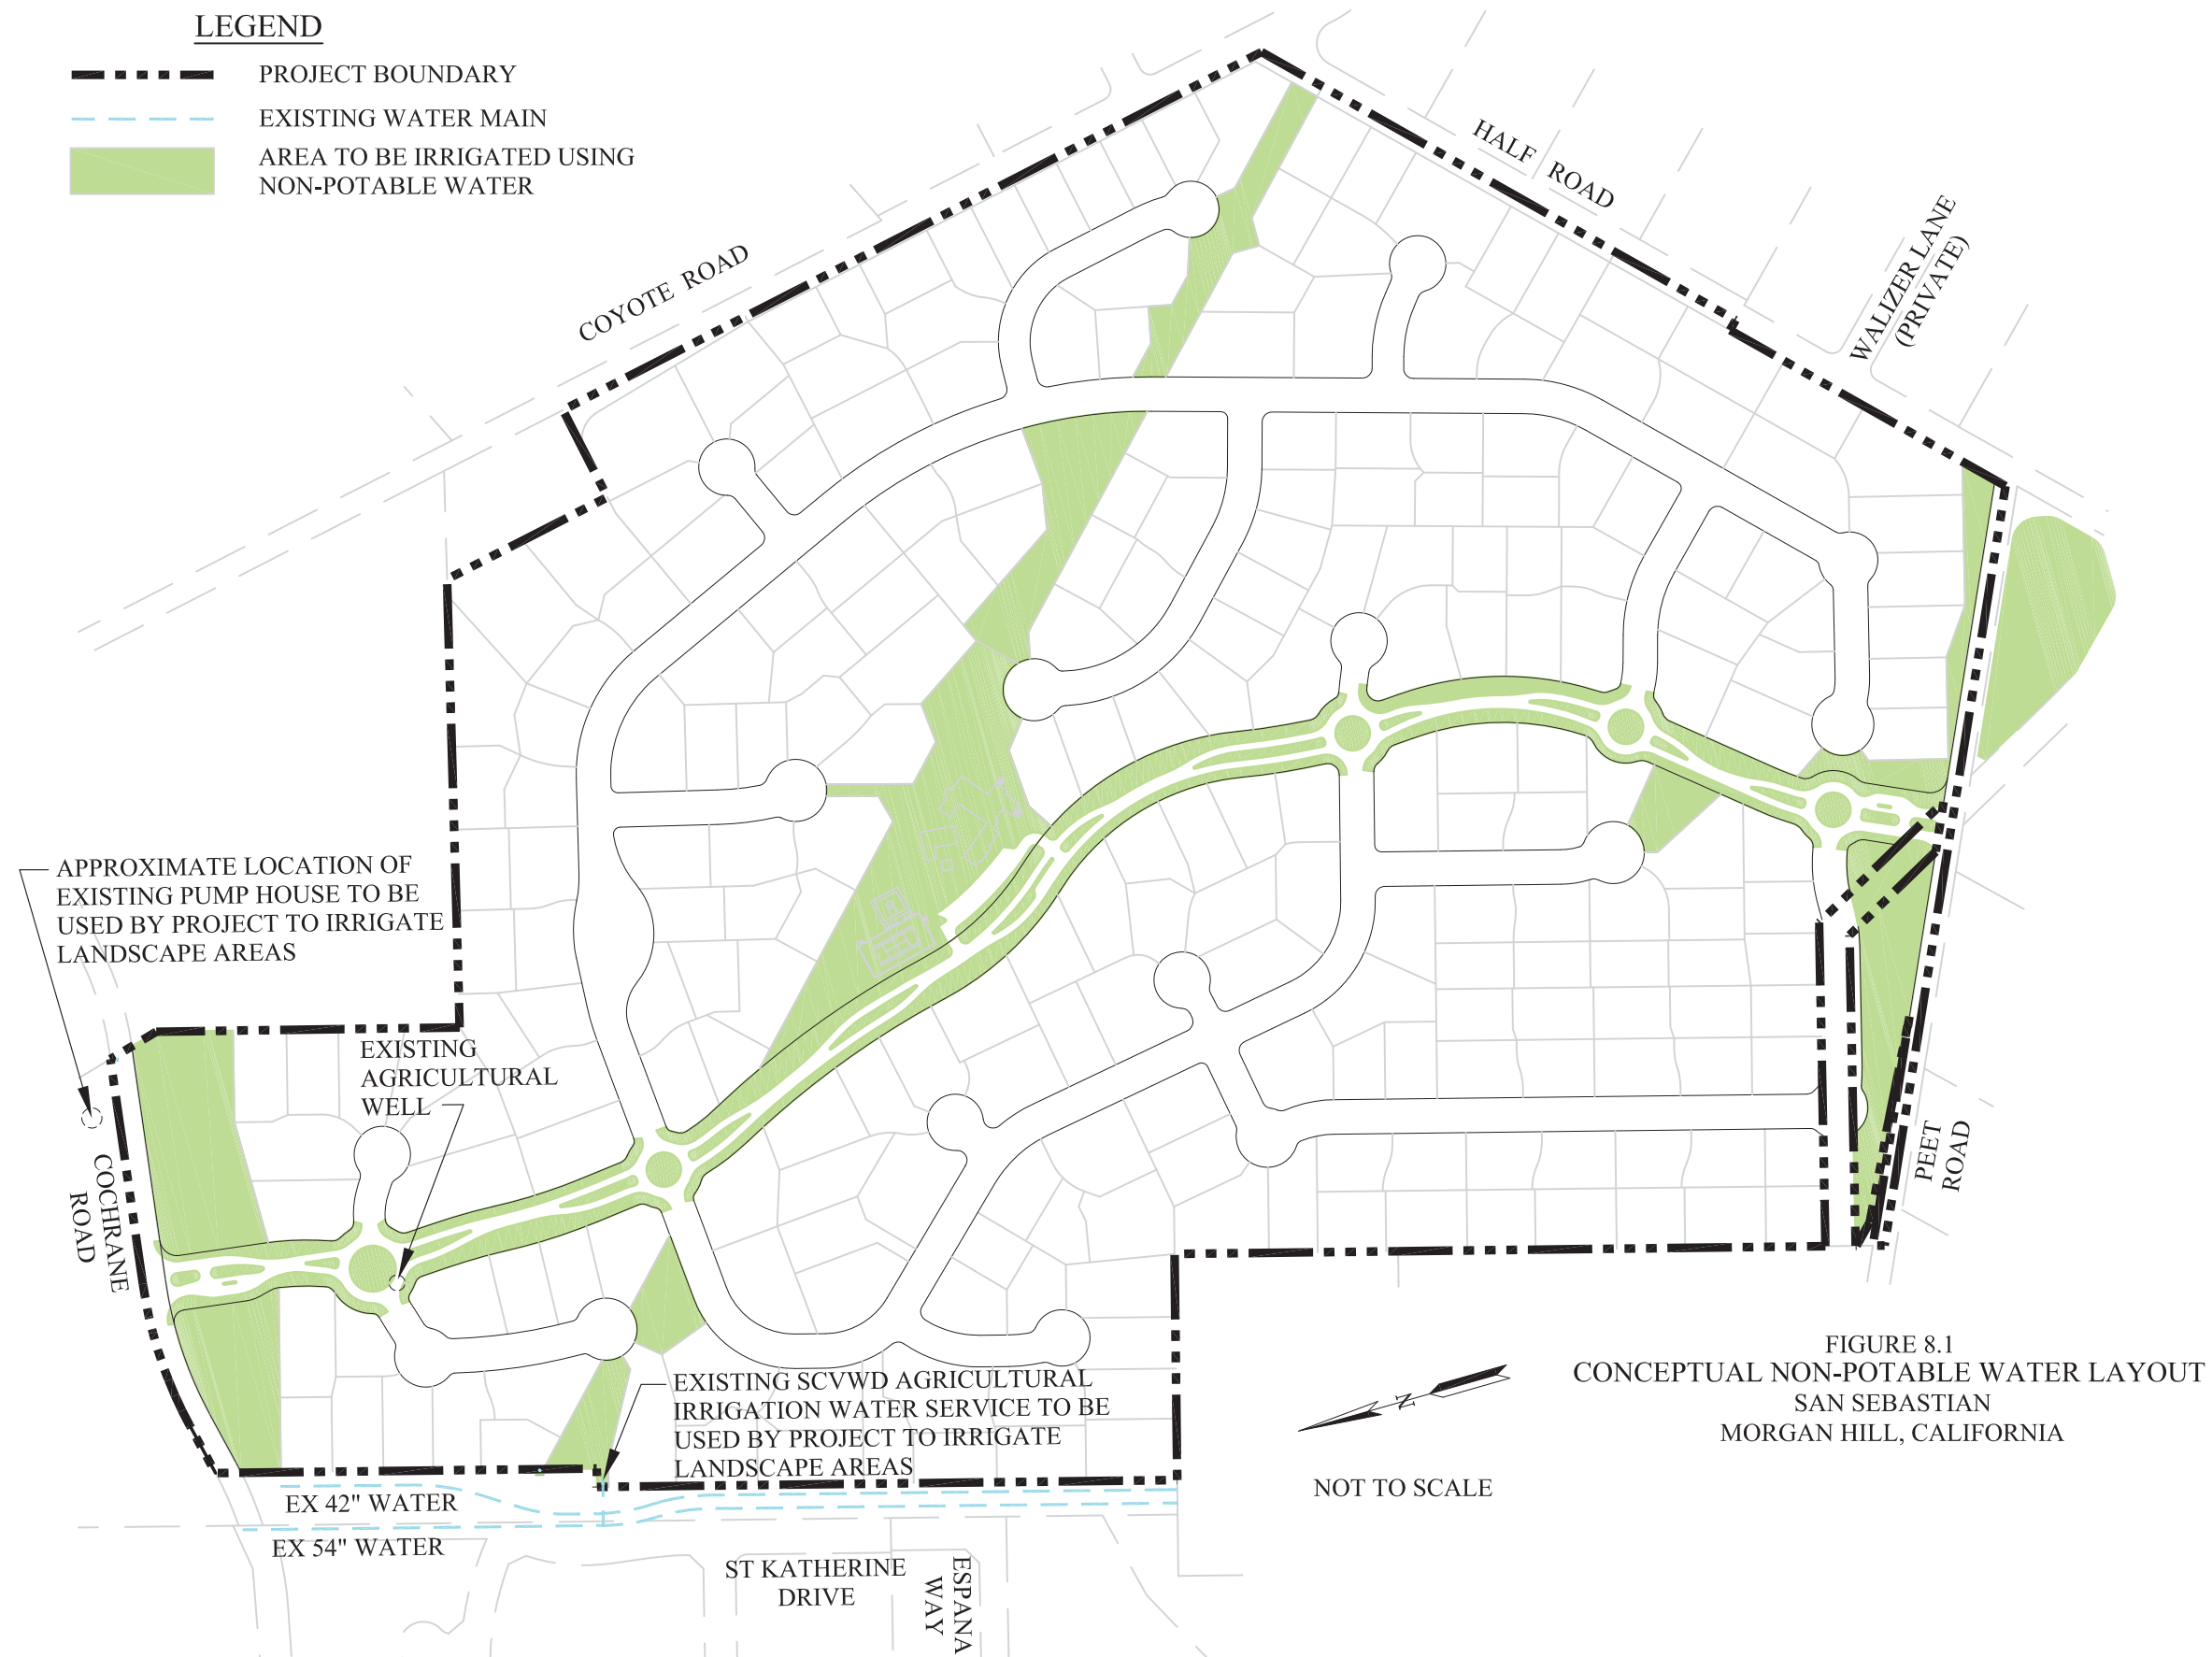 LEGEND
PROJECT BOUNDARY
EXISTING WATER MAIN
AREA TO BE IRRIGATED USING
NON-POTABLE WATER
COYOTE ROAD
HALF ROAD
WALIZER LANE
(PRIVATE)
APPROXIMATE LOCATION OF
EXISTING PUMP HOUSE TO BE
USED BY PROJECT TO IRRIGATE
LANDSCAPE AREAS
EXISTING
AGRICULTURAL
WELL
COCHRANE
ROAD
PEET
ROAD
EXISTING SCVWD AGRICULTURAL
IRRIGATION WATER SERVICE TO BE
USED BY PROJECT TO IRRIGATE
LANDSCAPE AREAS
EX 42" WATER
EX 54" WATER
ST KATHERINE
DRIVE
ESPANA
WAY
N
NOT TO SCALE
FIGURE 8.1
CONCEPTUAL NON-POTABLE WATER LAYOUT
SAN SEBASTIAN
MORGAN HILL, CALIFORNIA